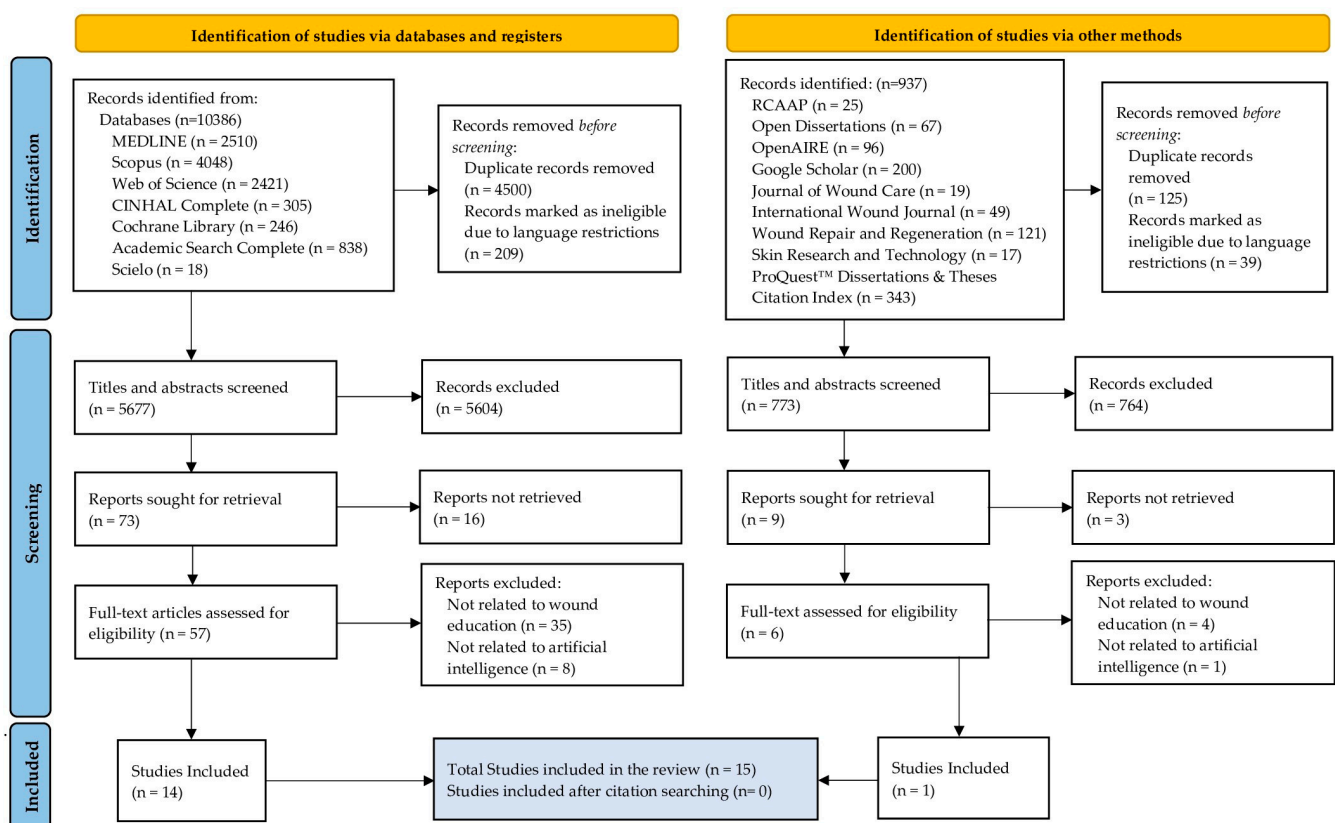 Identification of studies via databases and registers
Identification of studies via other methods
Identification
Records identified from:
Databases (n=10386)
MEDLINE (n = 2510)
Scopus (n = 4048)
Web of Science (n = 2421)
CINHAL Complete (n = 305)
Cochrane Library (n = 246)
Academic Search Complete (n = 838)
Scielo (n = 18)
Records removed before
screening:
Duplicate records removed
(n = 4500)
Records marked as ineligible
due to language restrictions
(n = 209)
Records identified: (n=937)
RCAAP (n = 25)
Open Dissertations (n = 67)
OpenAIRE (n = 96)
Google Scholar (n = 200)
Journal of Wound Care (n = 19)
International Wound Journal (n = 49)
Wound Repair and Regeneration (n = 121)
Skin Research and Technology (n = 17)
ProQuest™ Dissertations & Theses
Citation Index (n = 343)
Records removed before
screening:
Duplicate records
removed
(n = 125)
Records marked as
ineligible due to language
restrictions (n = 39)
Screening
Titles and abstracts screened
(n = 5677)
Records excluded
(n = 5604)
Titles and abstracts screened
(n = 773)
Records excluded
(n = 764)
Reports sought for retrieval
(n = 73)
Reports not retrieved
(n = 16)
Reports sought for retrieval
(n = 9)
Reports not retrieved
(n = 3)
Full-text articles assessed for
eligibility (n = 57)
Reports excluded:
Not related to wound
education (n = 35)
Not related to artificial
intelligence (n = 8)
Full-text assessed for eligibility
(n = 6)
Reports excluded:
Not related to wound
education (n = 4)
Not related to artificial
intelligence (n = 1)
Included
Studies Included
(n = 14)
Total Studies included in the review (n = 15)
Studies included after citation searching (n= 0)
Studies Included
(n = 1)